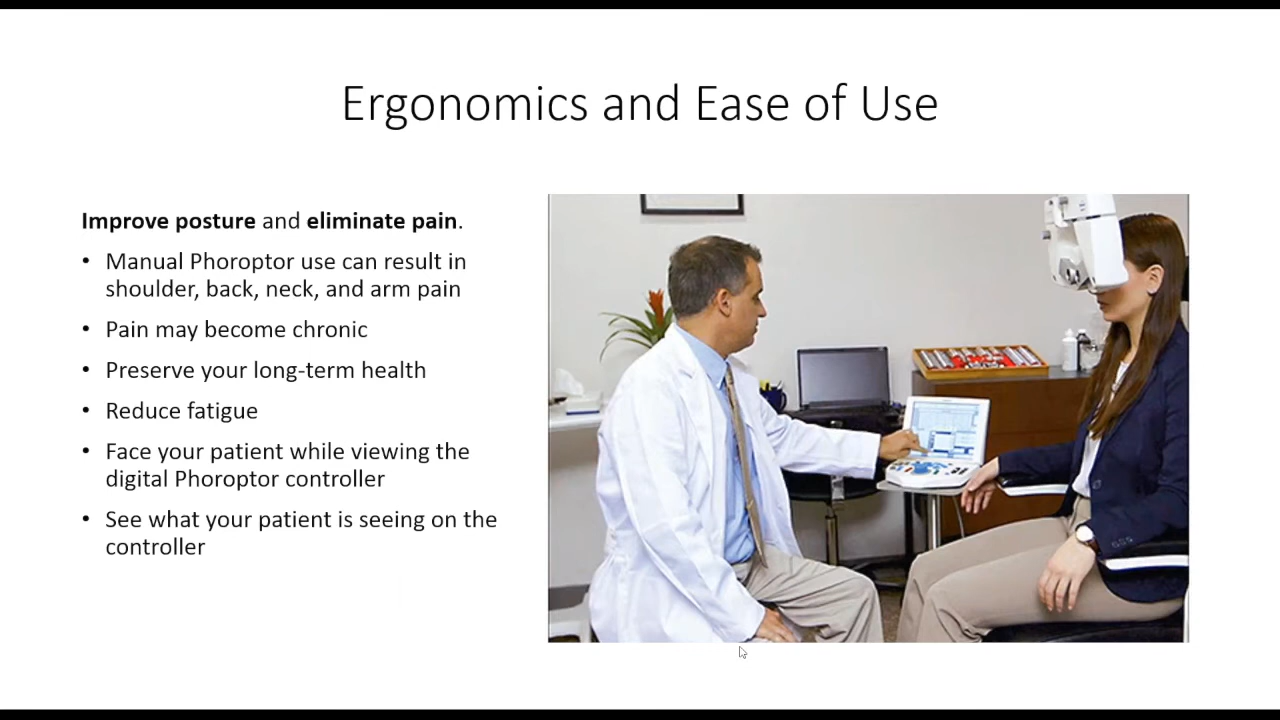 Ergonomics and Ease of Use
Improve posture and eliminate pain.
• Manual Phoroptor use can result in
shoulder, back, neck, and arm pain
• Pain may become chronic
• Preserve your long-term health
• Reduce fatigue
• Face your patient while viewing the
digital Phoroptor controller
• See what your patient is seeing on the
controller